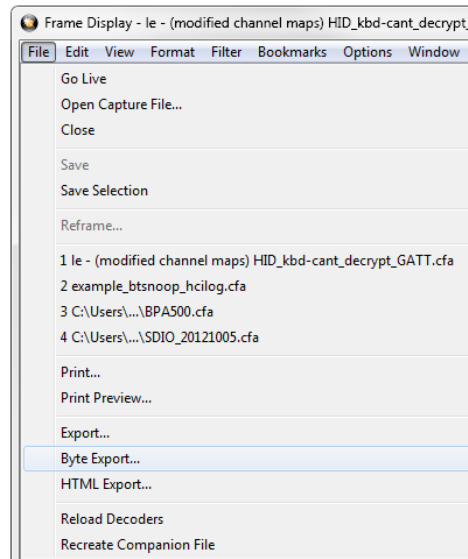 Frame Display - le - (modified channel maps) HID_kbd-cant_decrypt_
File Edit View Format Filter Bookmarks Options Window
Go Live
Open Capture File...
Close
Save
Save Selection
Reframe...
1 le - (modified channel maps) HID_kbd-cant_decrypt_GATT.cfa
2 example_btsnoop_hcilog.cfa
3 C:\Users\...\BPA500.cfa
4 C:\Users\...\SDIO_20121005.cfa
Print...
Print Preview...
Export...
Byte Export...
HTML Export...
Reload Decoders
Recreate Companion File